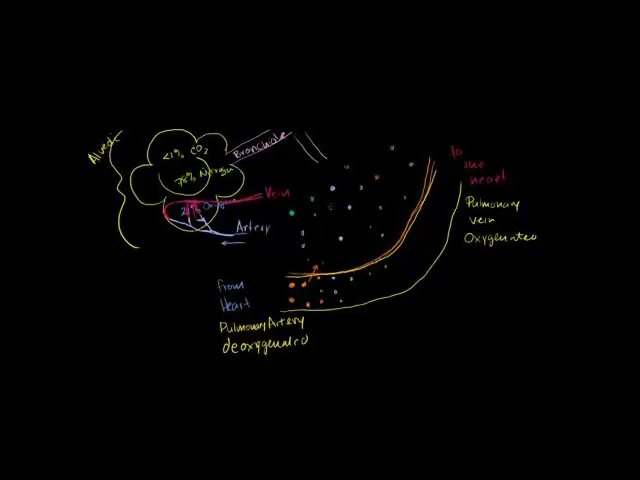 Alveoli
<1% CO2
78% Nitrogen
21% Oxygen
Bronchiole
Vein
Artery
from
Heart
Pulmonary Artery
deoxygenated
to
the
heart
Pulmonary
vein
Oxygenated